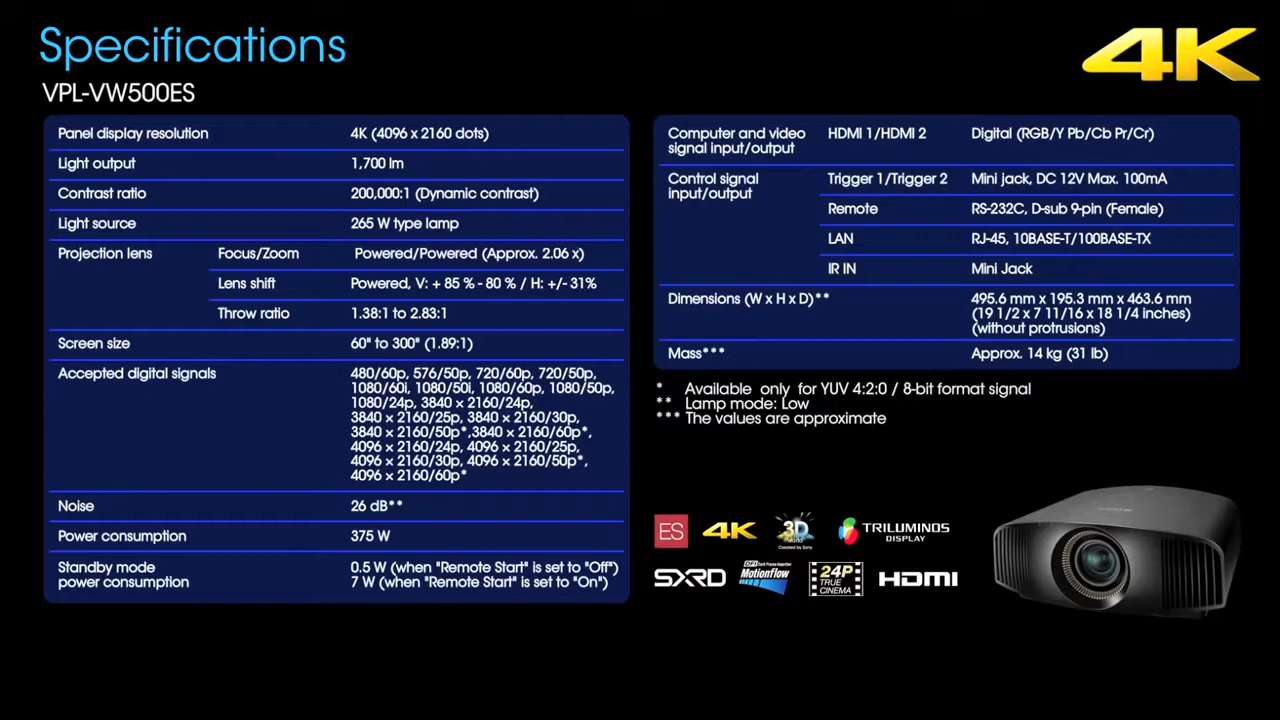 Specifications
4K
VPL-VW500ES
Panel display resolution 4K (4096 x 2160 dots)
Light output 1,700 lm
Contrast ratio 200,000:1 (Dynamic contrast)
Light source 265 W type lamp
Projection lens Focus/Zoom Powered/Powered (Approx. 2.06 x)
Lens shift Powered, V: + 85 % - 80 % / H: +/- 31%
Throw ratio 1.38:1 to 2.83:1
Screen size 60" to 300" (1.89:1)
Accepted digital signals 480/60p, 576/50p, 720/60p, 720/50p,
1080/60i, 1080/50i, 1080/60p, 1080/50p,
1080/24p, 3840 x 2160/24p,
3840 x 2160/25p, 3840 x 2160/30p,
3840 x 2160/50p*,3840 x 2160/60p*,
4096 x 2160/24p, 4096 x 2160/25p,
4096 x 2160/30p, 4096 x 2160/50p*,
4096 x 2160/60p*
Noise 26 dB**
Power consumption 375 W
Standby mode 0.5 W (when "Remote Start" is set to "Off")
power consumption 7 W (when "Remote Start" is set to "On")
Computer and video HDMI 1/HDMI 2 Digital (RGB/Y Pb/Cb Pr/Cr)
signal input/output
Control signal Trigger 1/Trigger 2 Mini jack, DC 12V Max. 100mA
input/output
Remote RS-232C, D-sub 9-pin (Female)
LAN RJ-45, 10BASE-T/100BASE-TX
IR IN Mini Jack
Dimensions (W x H x D)** 495.6 mm x 195.3 mm x 463.6 mm
(19 1/2 x 7 11/16 x 18 1/4 inches)
(without protrusions)
Mass*** Approx. 14 kg (31 lb)
* Available only for YUV 4:2:0 / 8-bit format signal
** Lamp mode: Low
*** The values are approximate
ES 4K 3D world Created by Sony TRILUMINOS DISPLAY
SXRD Motionflow 24P TRUE CINEMA HDMI